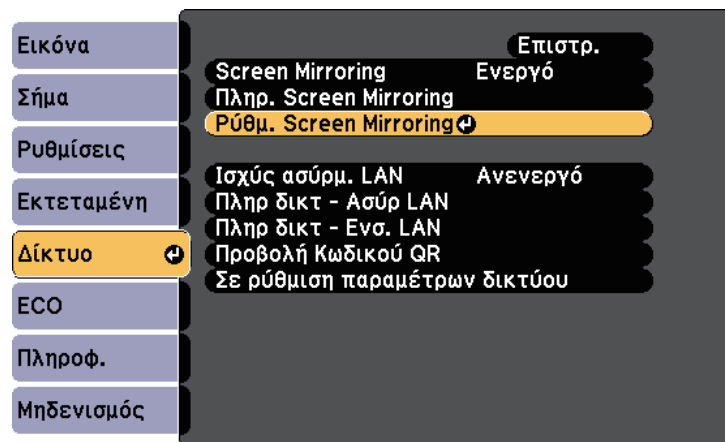 Εικόνα
Σήμα
Ρυθμίσεις
Εκτεταμένη
Δίκτυο
ECO
Πληροφ.
Μηδενισμός
Επιστρ.
Screen Mirroring Ενεργό
Πληρ. Screen Mirroring
Ρύθμ. Screen Mirroring
Ισχύς ασύρμ. LAN Ανενεργό
Πληρ δικτ - Ασύρ LAN
Πληρ δικτ - Ενσ. LAN
Προβολή Κωδικού QR
Σε ρύθμιση παραμέτρων δικτύου